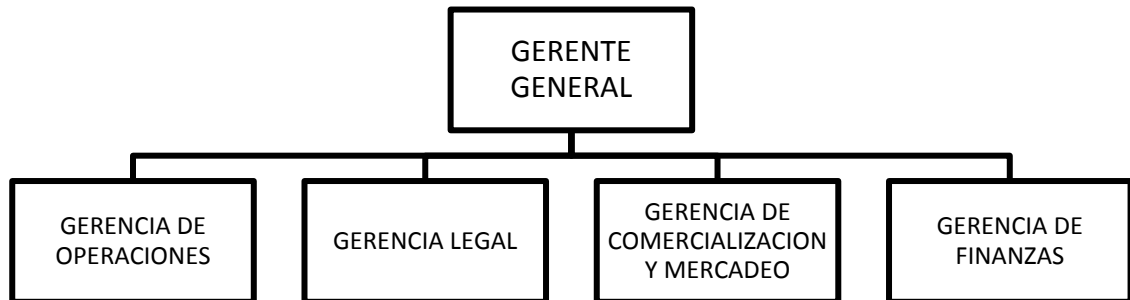 GERENTE
GENERAL
GERENCIA DE
OPERACIONES
GERENCIA LEGAL
GERENCIA DE
COMERCIALIZACION
Y MERCADEO
GERENCIA DE
FINANZAS